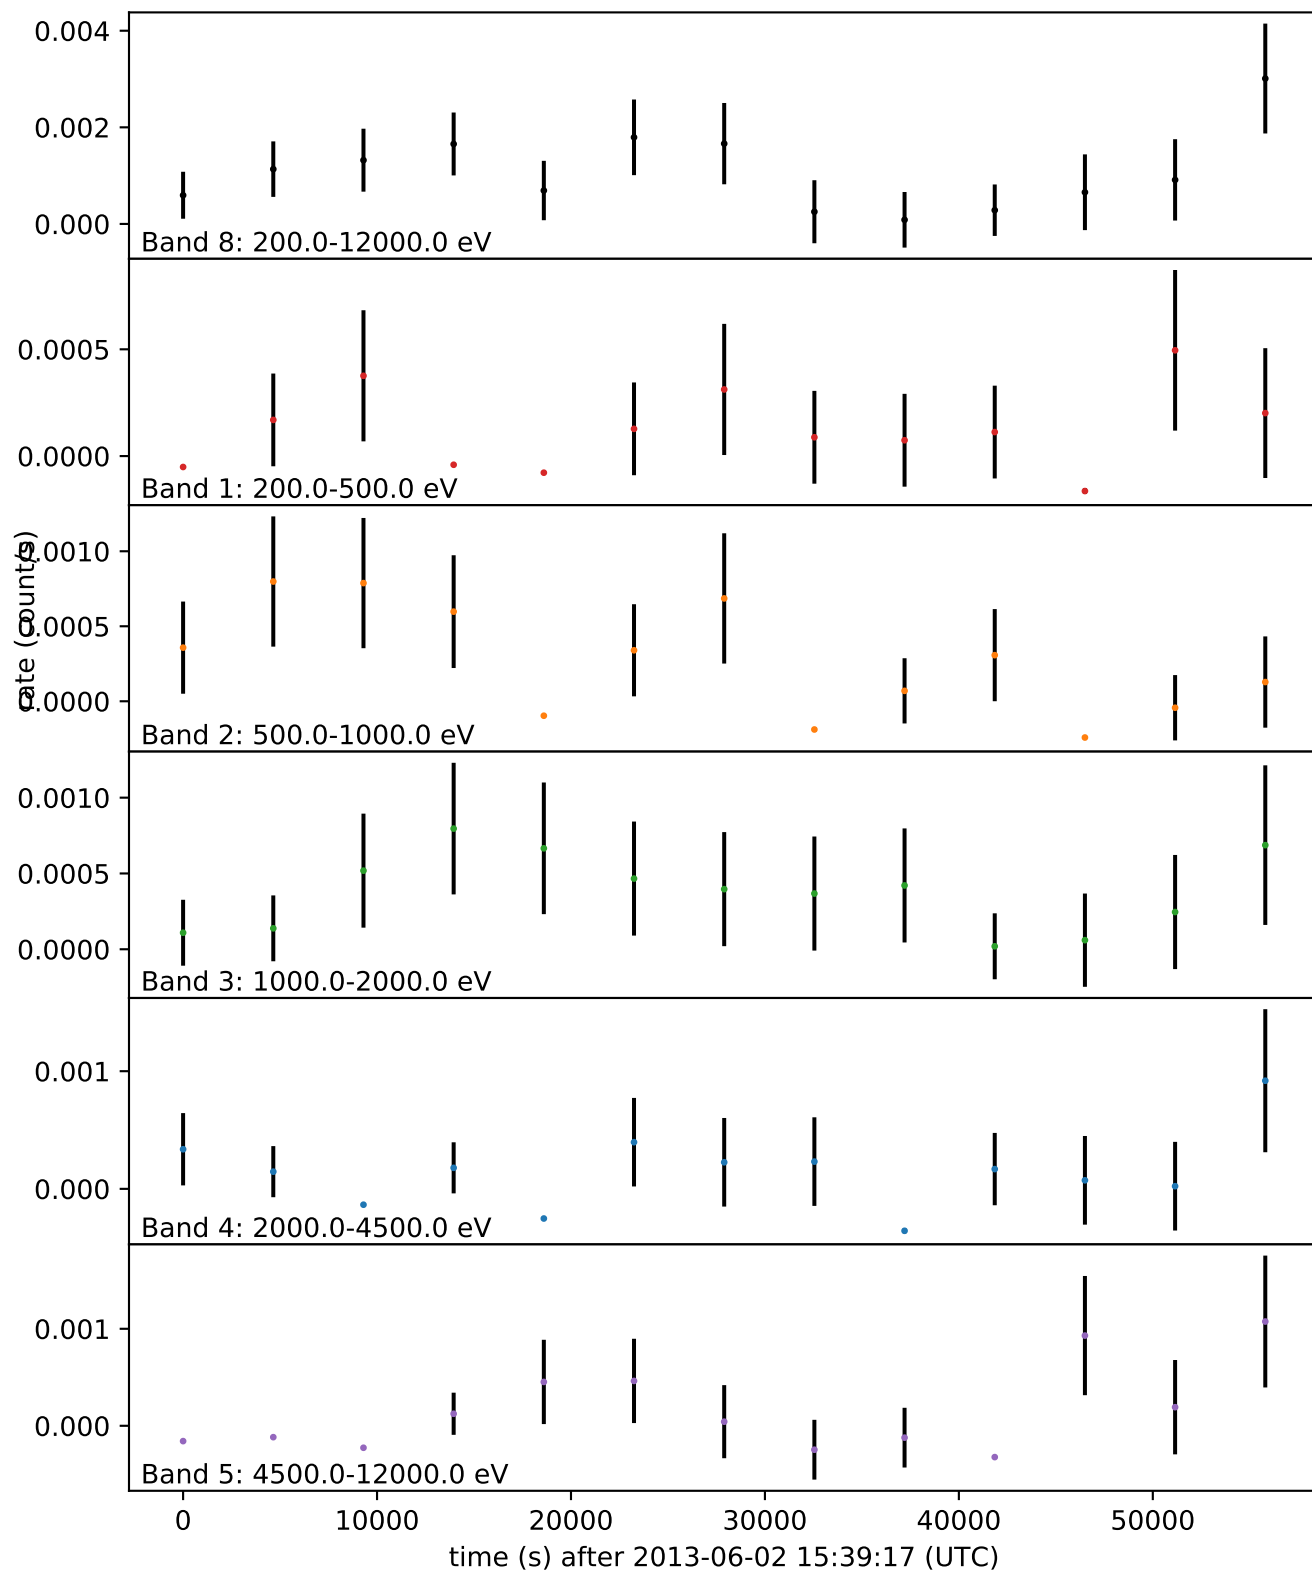 0.004
0.002
0.000
Band 8: 200.0-12000.0 eV
0.0005
0.0000
Band 1: 200.0-500.0 eV
rate (count/s)
0.0010
0.0005
0.0000
Band 2: 500.0-1000.0 eV
0.0010
0.0005
0.0000
Band 3: 1000.0-2000.0 eV
0.001
0.000
Band 4: 2000.0-4500.0 eV
0.001
0.000
Band 5: 4500.0-12000.0 eV
0 10000 20000 30000 40000 50000
time (s) after 2013-06-02 15:39:17 (UTC)